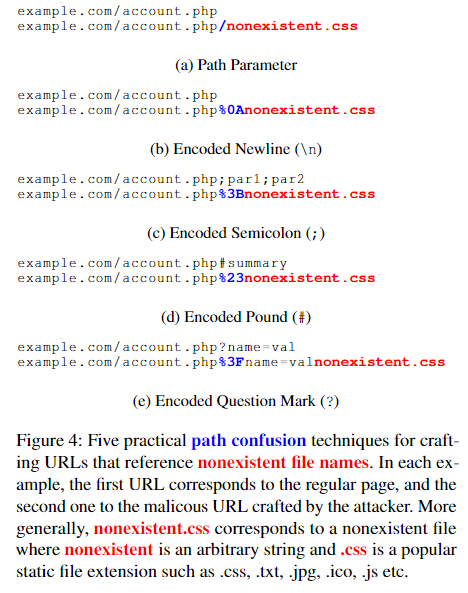 example.com/account.php
example.com/account.php/nonexistent.css
(a) Path Parameter
example.com/account.php
example.com/account.php%0Anonexistent.css
(b) Encoded Newline (\n)
example.com/account.php;par1;par2
example.com/account.php%3Bnonexistent.css
(c) Encoded Semicolon (;)
example.com/account.php#summary
example.com/account.php%23nonexistent.css
(d) Encoded Pound (#)
example.com/account.php?name=val
example.com/account.php%3Fname=valnonexistent.css
(e) Encoded Question Mark (?)
Figure 4: Five practical path confusion techniques for craft-
ing URLs that reference nonexistent file names. In each ex-
ample, the first URL corresponds to the regular page, and the
second one to the malicous URL crafted by the attacker. More
generally, nonexistent.css corresponds to a nonexistent file
where nonexistent is an arbitrary string and .css is a popular
static file extension such as .css, .txt, .jpg, .ico, .js etc.